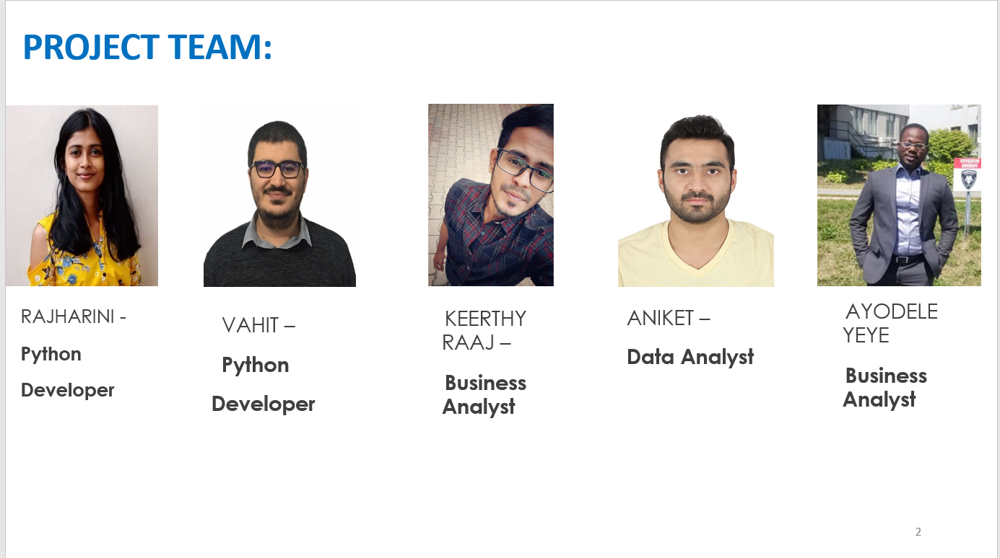 PROJECT TEAM:
RAJHARINI -
Python
Developer
VAHIT –
Python
Developer
KEERTHY
RAAJ –
Business
Analyst
ANIKET –
Data Analyst
AYODELE
YEYE
Business
Analyst
2